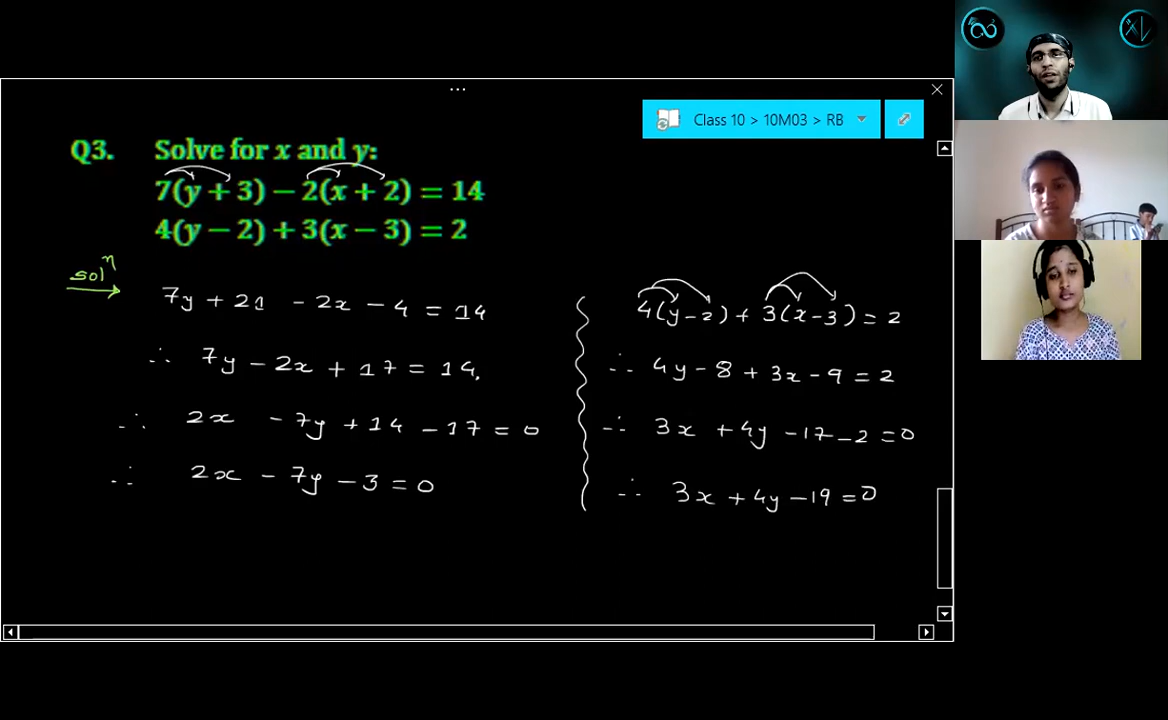 Class 10 > 10M03 > RB
Q3. Solve for x and y:
7(y + 3) − 2(x + 2) = 14
4(y − 2) + 3(x − 3) = 2
solⁿ
7y + 21 - 2x - 4 = 14
∴ 7y - 2x + 17 = 14.
∴ 2x - 7y + 14 - 17 = 0
∴ 2x - 7y - 3 = 0
4(y-2) + 3(x-3) = 2
∴ 4y - 8 + 3x - 9 = 2
∴ 3x + 4y - 17 - 2 = 0
∴ 3x + 4y - 19 = 0